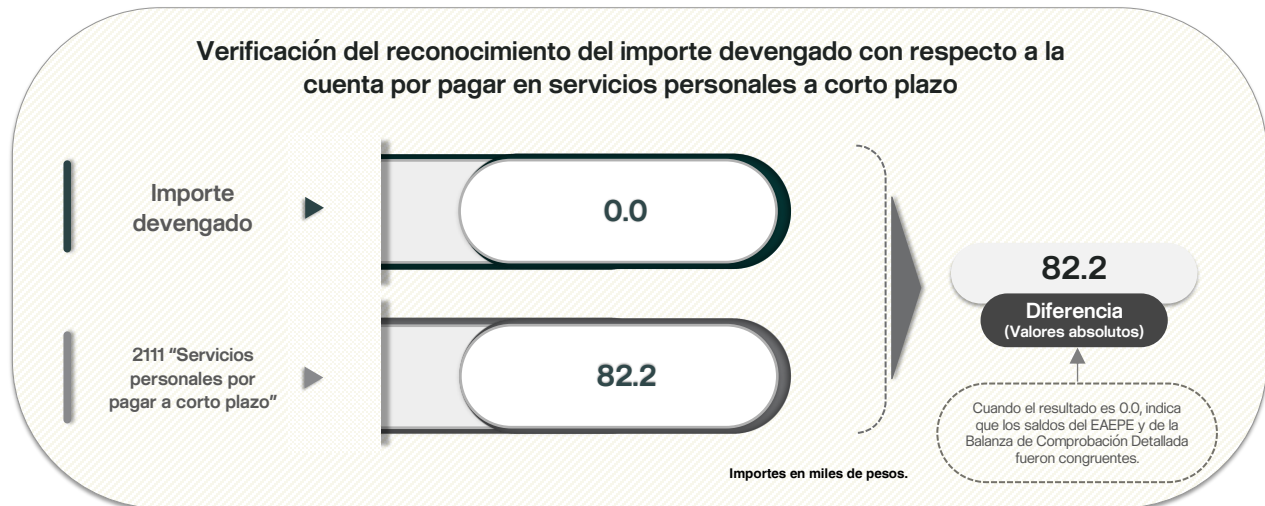 Verificación del reconocimiento del importe devengado con respecto a la
cuenta por pagar en servicios personales a corto plazo
Importe
devengado
0.0
2111 "Servicios
personales por
pagar a corto plazo"
82.2
82.2
Diferencia
(Valores absolutos)
Cuando el resultado es 0.0, indica
que los saldos del EAEPE y de la
Balanza de Comprobación Detallada
fueron congruentes.
Importes en miles de pesos.